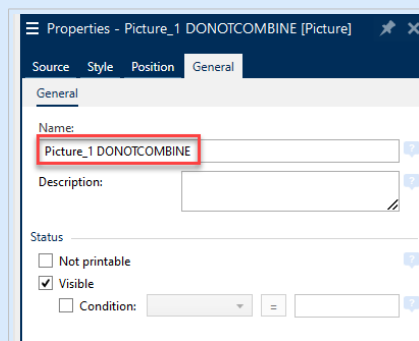 Properties - Picture_1 DONOTCOMBINE [Picture]
Source Style Position General
General
Name:
Picture_1 DONOTCOMBINE
Description:
Status
Not printable
Visible
Condition: =